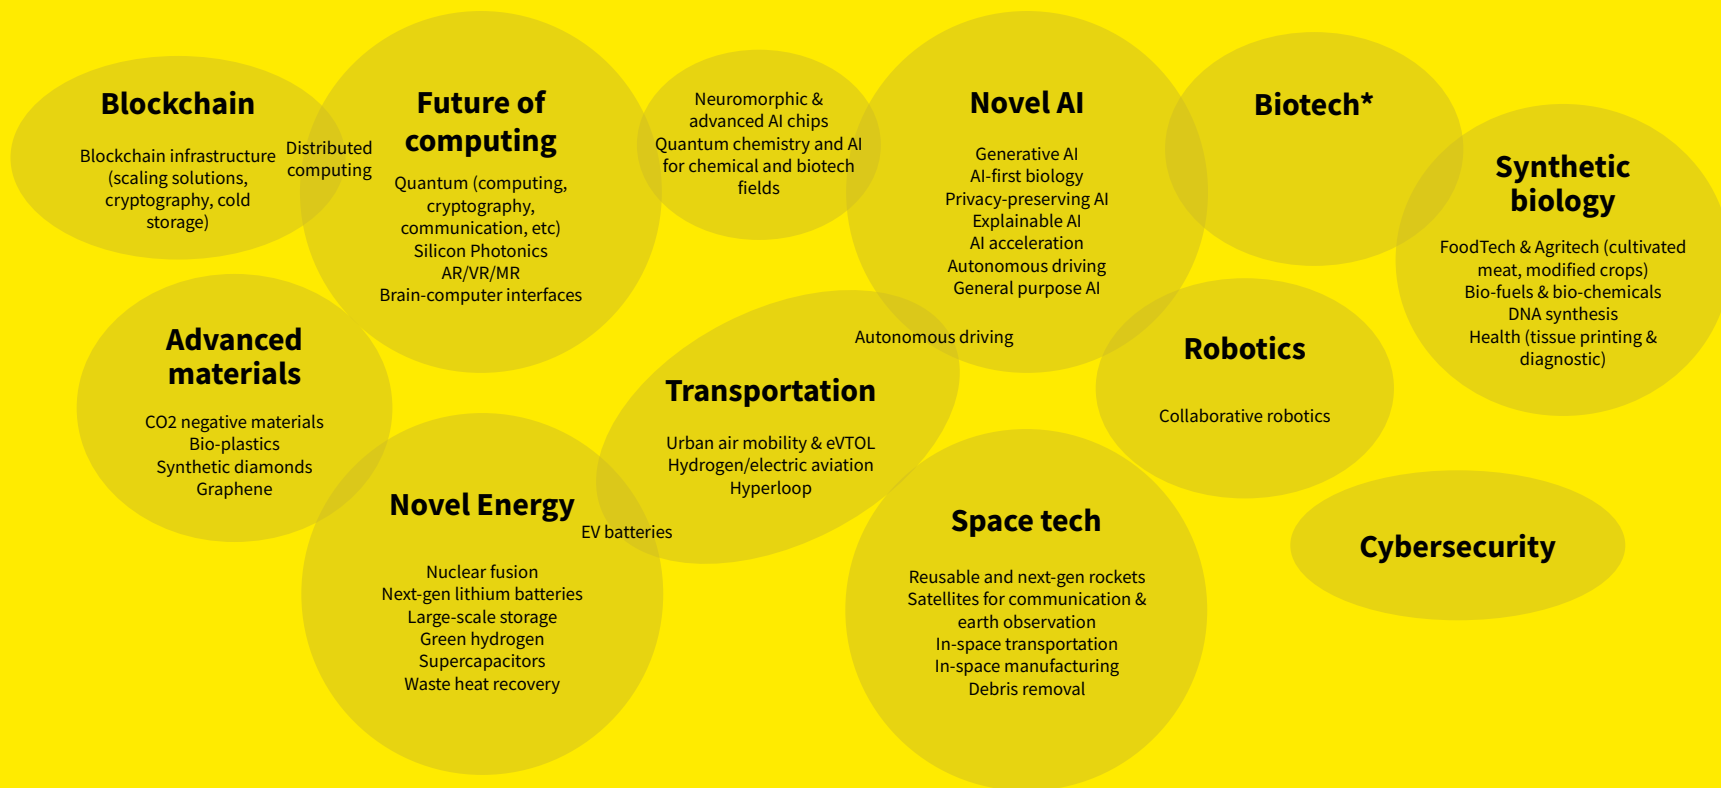 Blockchain
Blockchain infrastructure
(scaling solutions,
cryptography, cold
storage)
Distributed
computing
Future of
computing
Quantum (computing,
cryptography,
communication, etc)
Silicon Photonics
AR/VR/MR
Brain-computer interfaces
Neuromorphic &
advanced AI chips
Quantum chemistry and AI
for chemical and biotech
fields
Novel AI
Generative AI
AI-first biology
Privacy-preserving AI
Explainable AI
AI acceleration
Autonomous driving
General purpose AI
Biotech*
Synthetic
biology
FoodTech & Agritech (cultivated
meat, modified crops)
Bio-fuels & bio-chemicals
DNA synthesis
Health (tissue printing &
diagnostic)
Advanced
materials
CO2 negative materials
Bio-plastics
Synthetic diamonds
Graphene
Autonomous driving
Transportation
Urban air mobility & eVTOL
Hydrogen/electric aviation
Hyperloop
Robotics
Collaborative robotics
Novel Energy
EV batteries
Nuclear fusion
Next-gen lithium batteries
Large-scale storage
Green hydrogen
Supercapacitors
Waste heat recovery
Space tech
Reusable and next-gen rockets
Satellites for communication &
earth observation
In-space transportation
In-space manufacturing
Debris removal
Cybersecurity